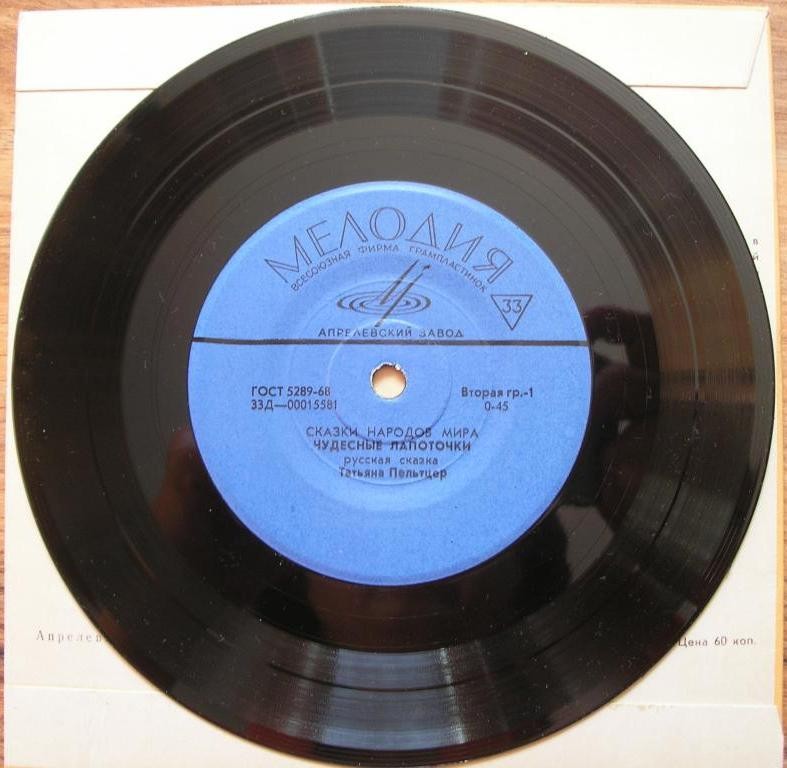 МЕЛОДИЯ
ВСЕСОЮЗНАЯ ФИРМА ГРАМПЛАСТИНОК
33
АПРЕЛЕВСКИЙ ЗАВОД
ГОСТ 5289-68
Вторая гр.-1
33Д—00015581
0-45
СКАЗКИ НАРОДОВ МИРА
ЧУДЕСНЫЕ ЛАПОТОЧКИ
русская сказка
Татьяна Пельтцер
Цена 60 коп.